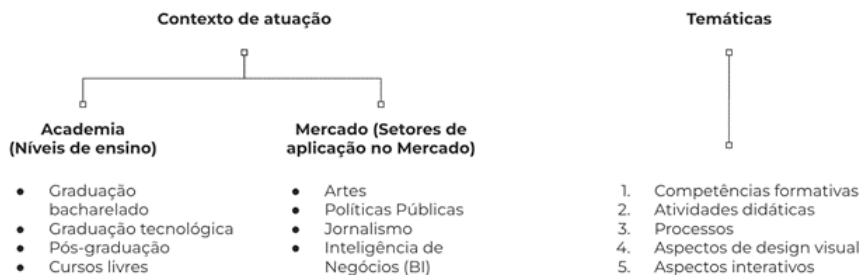 Contexto de atuação
Academia
(Níveis de ensino)
● Graduação
bacharelado
● Graduação tecnológica
● Pós-graduação
● Cursos livres
Mercado (Setores de
aplicação no Mercado)
● Artes
● Políticas Públicas
● Jornalismo
● Inteligência de
Negócios (BI)
Temáticas
1. Competências formativas
2. Atividades didáticas
3. Processos
4. Aspectos de design visual
5. Aspectos interativos